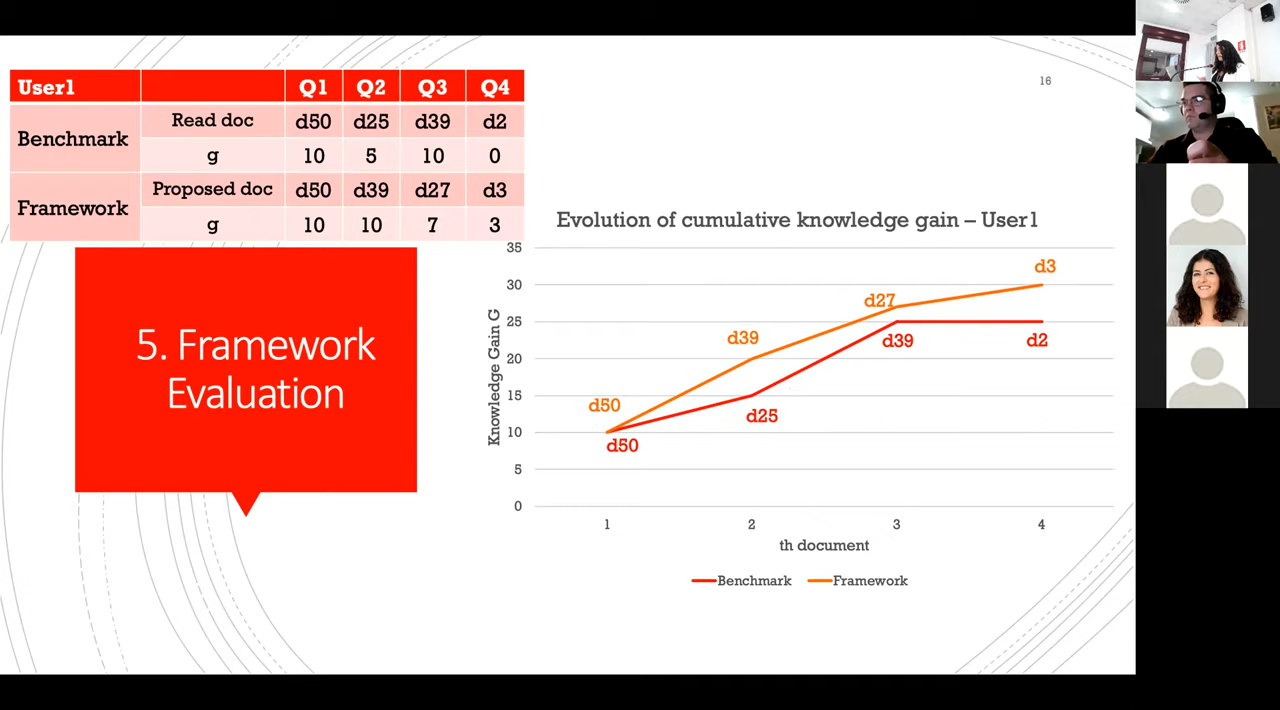 User1 Q1 Q2 Q3 Q4
Benchmark Read doc d50 d25 d39 d2
g 10 5 10 0
Framework Proposed doc d50 d39 d27 d3
g 10 10 7 3
16
5. Framework
Evaluation
Evolution of cumulative knowledge gain – User1
Knowledge Gain G
35
30
25
20
15
10
5
0
d50
d39
d27
d3
d50
d25
d39
d2
1 2 3 4
th document
Benchmark Framework